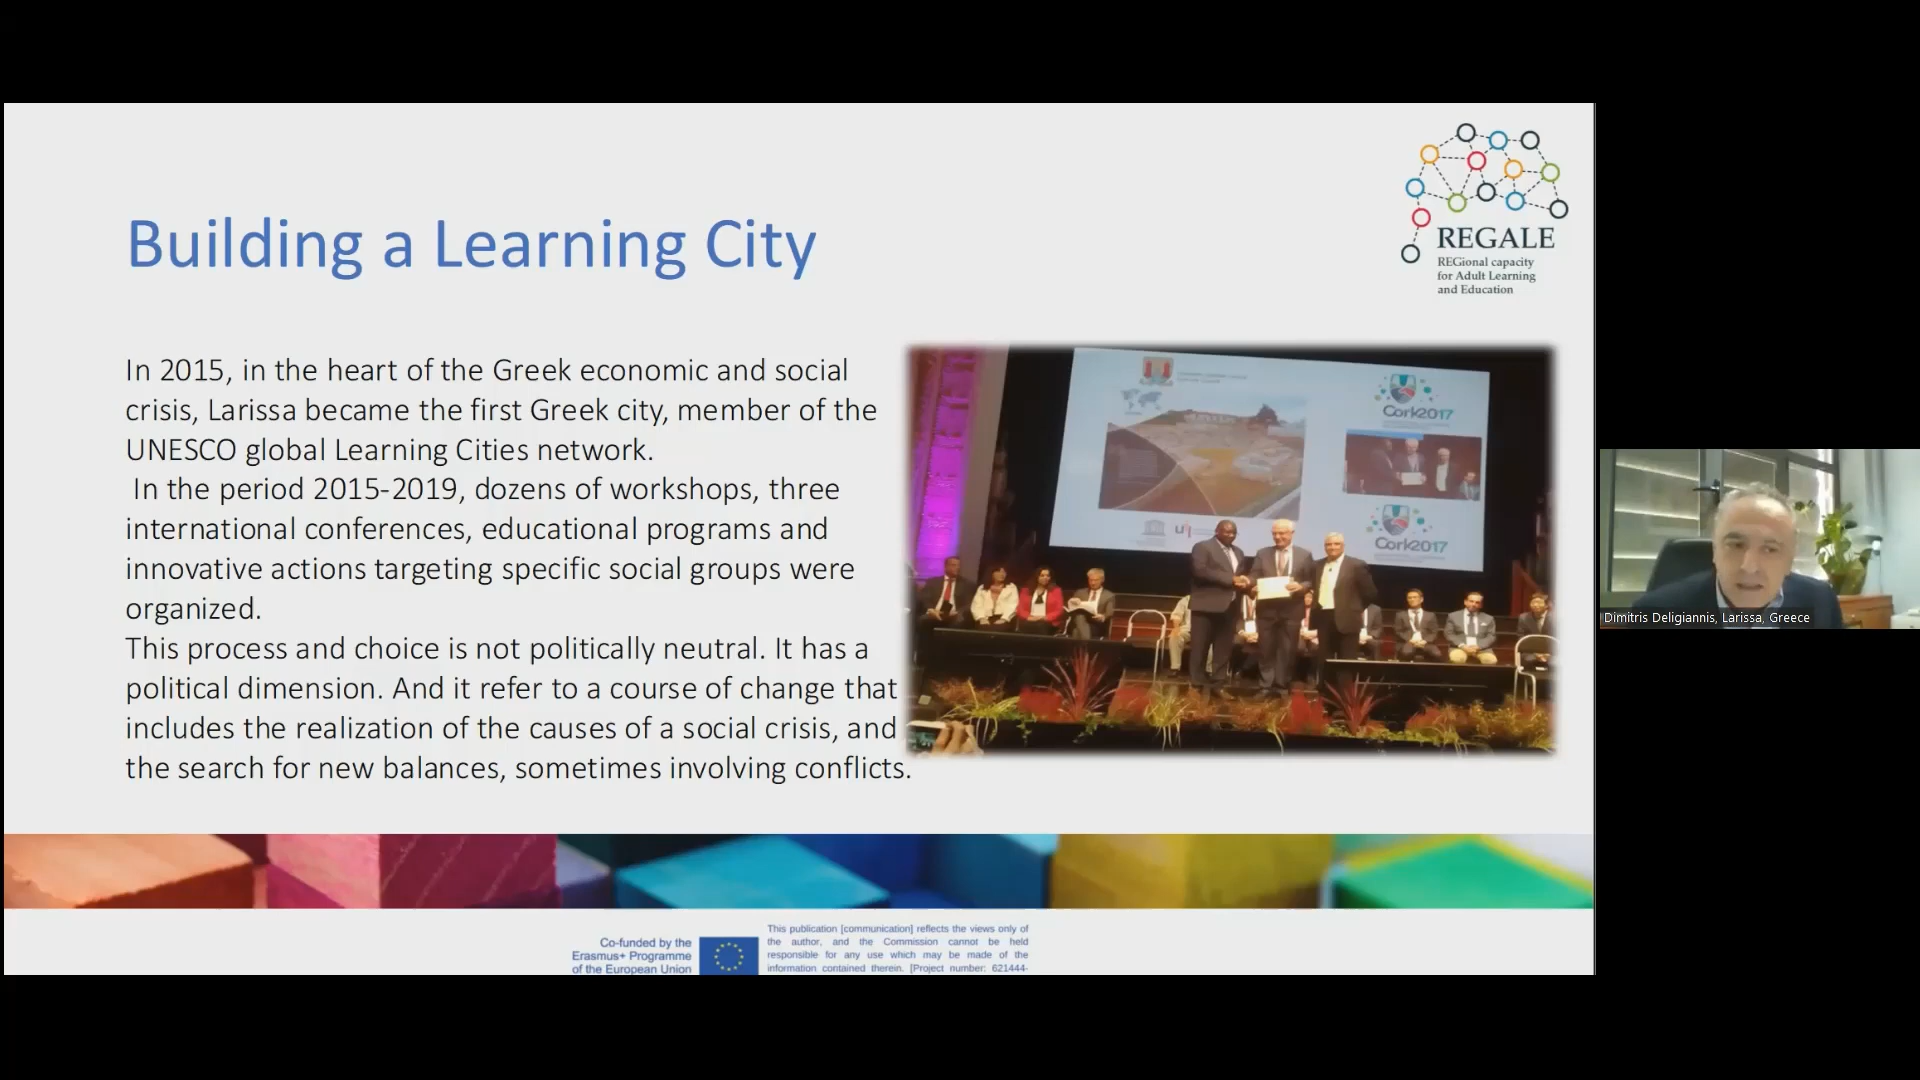 Building a Learning City
REGALE
REGional capacity
for Adult Learning
and Education
In 2015, in the heart of the Greek economic and social
crisis, Larissa became the first Greek city, member of the
UNESCO global Learning Cities network.
In the period 2015-2019, dozens of workshops, three
international conferences, educational programs and
innovative actions targeting specific social groups were
organized.
This process and choice is not politically neutral. It has a
political dimension. And it refer to a course of change that
includes the realization of the causes of a social crisis, and
the search for new balances, sometimes involving conflicts.
Cork2017
Cork2017
Dimitris Deligiannis, Larissa, Greece
Co-funded by the
Erasmus+ Programme
of the European Union
This publication [communication] reflects the views only of
the author, and the Commission cannot be held
responsible for any use which may be made of the
information contained therein. [Project number: 621444-